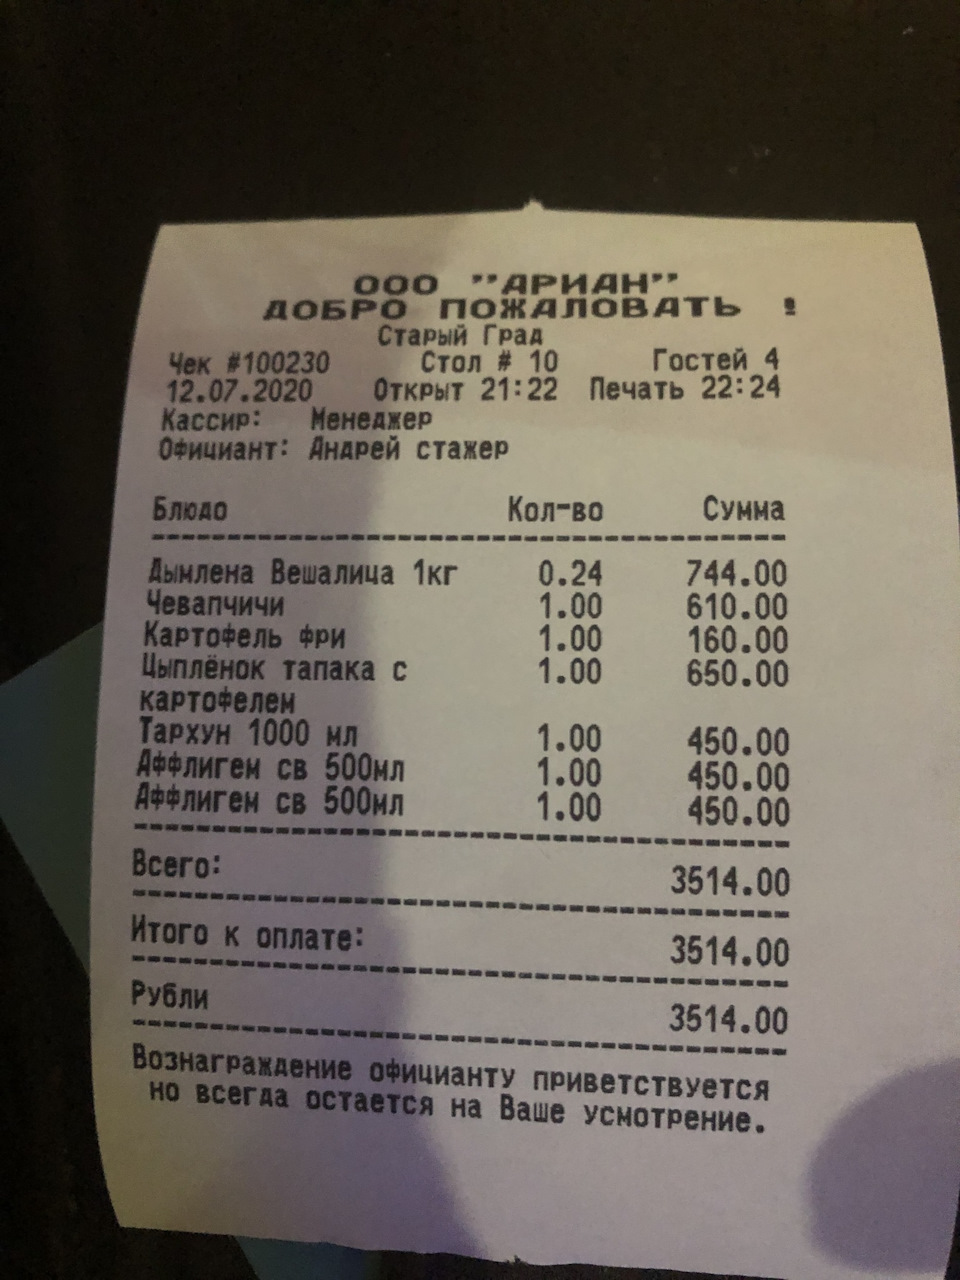 ООО "АРИАН"
ДОБРО ПОЖАЛОВАТЬ !
Старый Град
Чек #100230 Стол # 10 Гостей 4
12.07.2020 Открыт 21:22 Печать 22:24
Кассир: Менеджер
Официант: Андрей стажер
Блюдо Кол-во Сумма
Дымлена Вешалица 1кг 0.24 744.00
Чевапчичи 1.00 610.00
Картофель фри 1.00 160.00
Цыплёнок тапака с 1.00 650.00
картофелем
Тархун 1000 мл 1.00 450.00
Аффлигем св 500мл 1.00 450.00
Аффлигем св 500мл 1.00 450.00
Всего: 3514.00
Итого к оплате: 3514.00
Рубли 3514.00
Вознаграждение официанту приветствуется
но всегда остается на Ваше усмотрение.